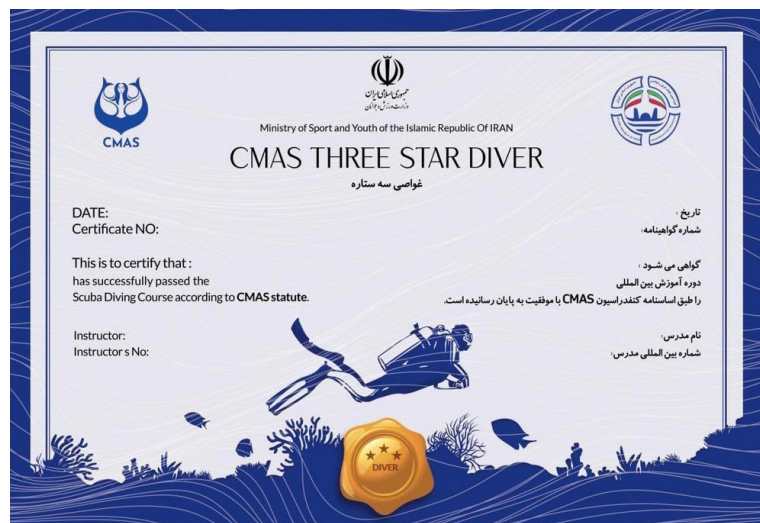 جمهوری اسلامی ایران
وزارت ورزش و جوانان
CMAS
Ministry of Sport and Youth of the Islamic Republic Of IRAN
CMAS THREE STAR DIVER
غواصی سه ستاره
DATE:
تاریخ :
Certificate NO:
شماره گواهینامه:
This is to certify that :
گواهی می شـود :
has successfully passed the
دوره آموزش بین المللی
Scuba Diving Course according to CMAS statute.
را طبق اساسنامه کنفدراسیون CMAS با موفقیت به پایان رسانیده است.
Instructor:
نام مدرس:
Instructor s No:
شماره بین المللی مدرس:
DIVER